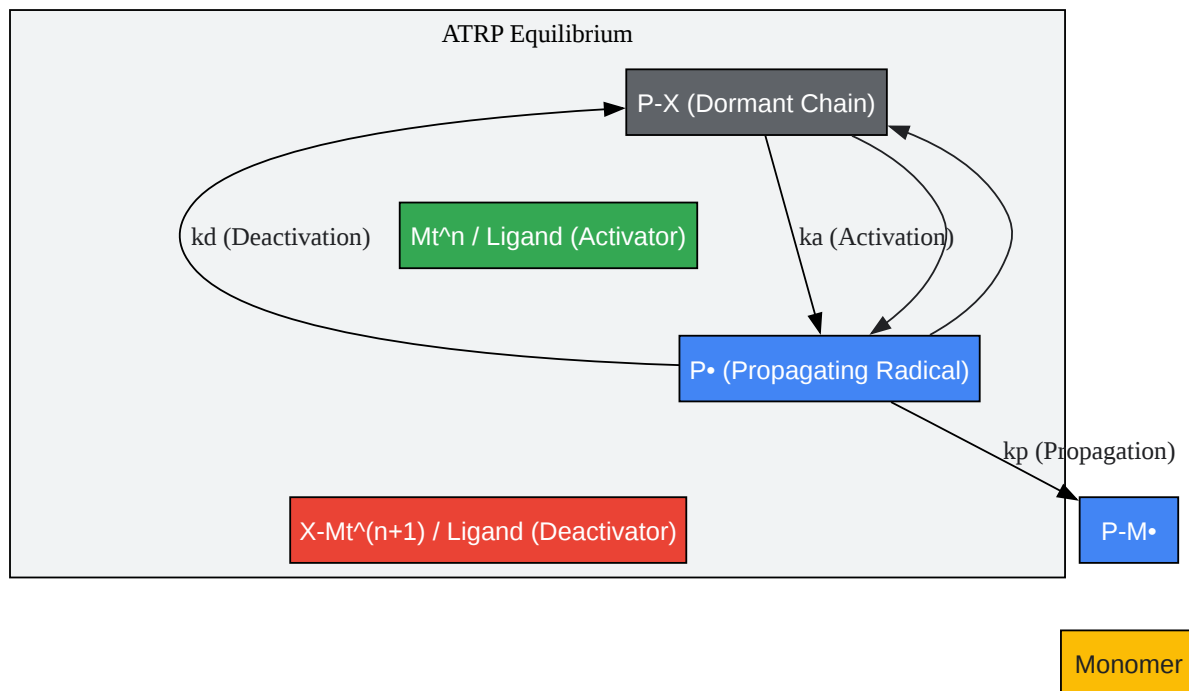 ATRP Equilibrium
P-X (Dormant Chain)
kd (Deactivation)
Mt^n / Ligand (Activator)
ka (Activation)
P• (Propagating Radical)
kp (Propagation)
X-Mt^(n+1) / Ligand (Deactivator)
P-M•
Monomer